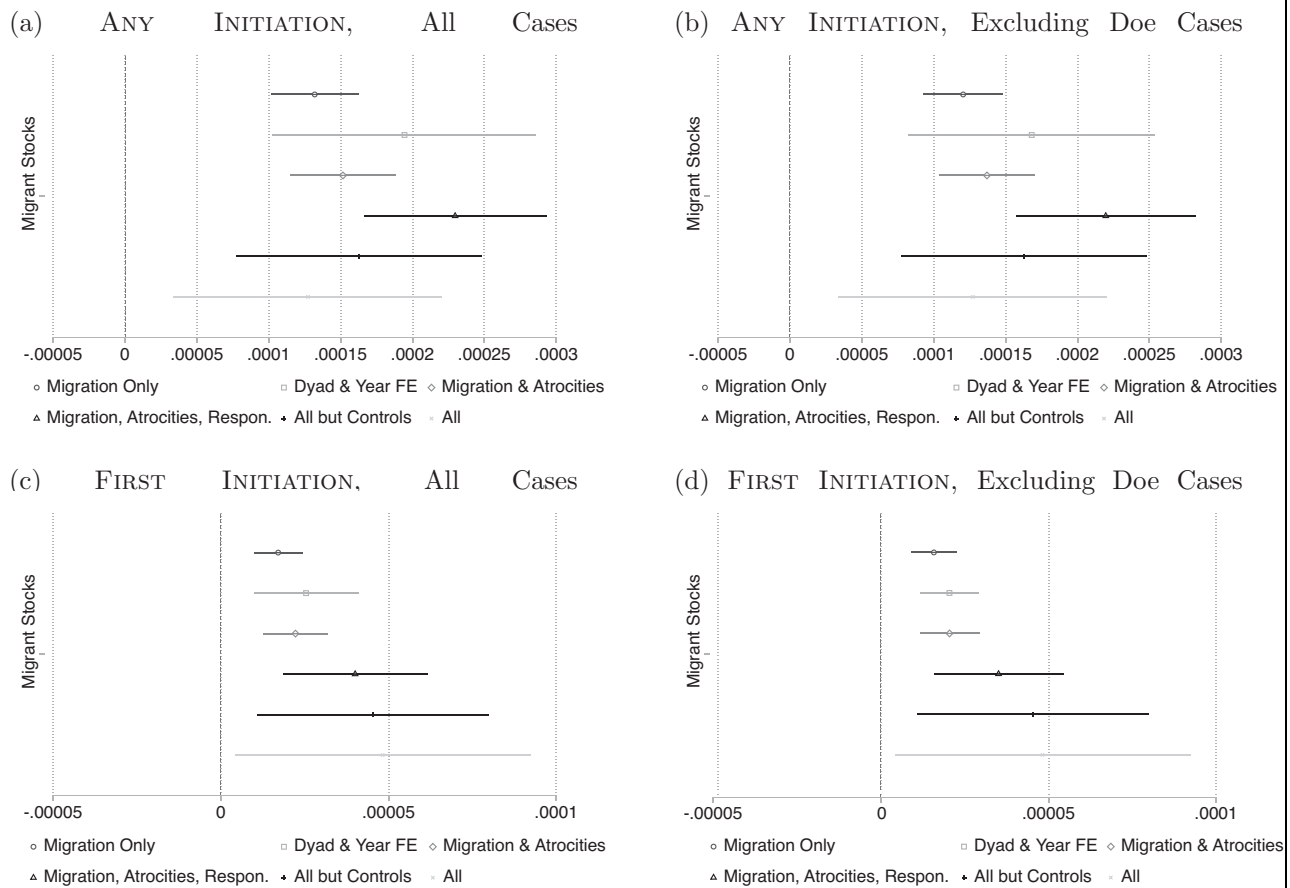 (a) ANY INITIATION, All Cases
Migrant Stocks
-.00005 0 .00005 .0001 .00015 .0002 .00025 .0003
Migration Only Dyad & Year FE Migration & Atrocities
Migration, Atrocities, Respon. All but Controls All
(b) ANY INITIATION, Excluding Doe Cases
Migrant Stocks
-.00005 0 .00005 .0001 .00015 .0002 .00025 .0003
Migration Only Dyad & Year FE Migration & Atrocities
Migration, Atrocities, Respon. All but Controls All
(c) FIRST INITIATION, All Cases
Migrant Stocks
-.00005 0 .00005 .0001
Migration Only Dyad & Year FE Migration & Atrocities
Migration, Atrocities, Respon. All but Controls All
(d) FIRST INITIATION, Excluding Doe Cases
Migrant Stocks
-.00005 0 .00005 .0001
Migration Only Dyad & Year FE Migration & Atrocities
Migration, Atrocities, Respon. All but Controls All